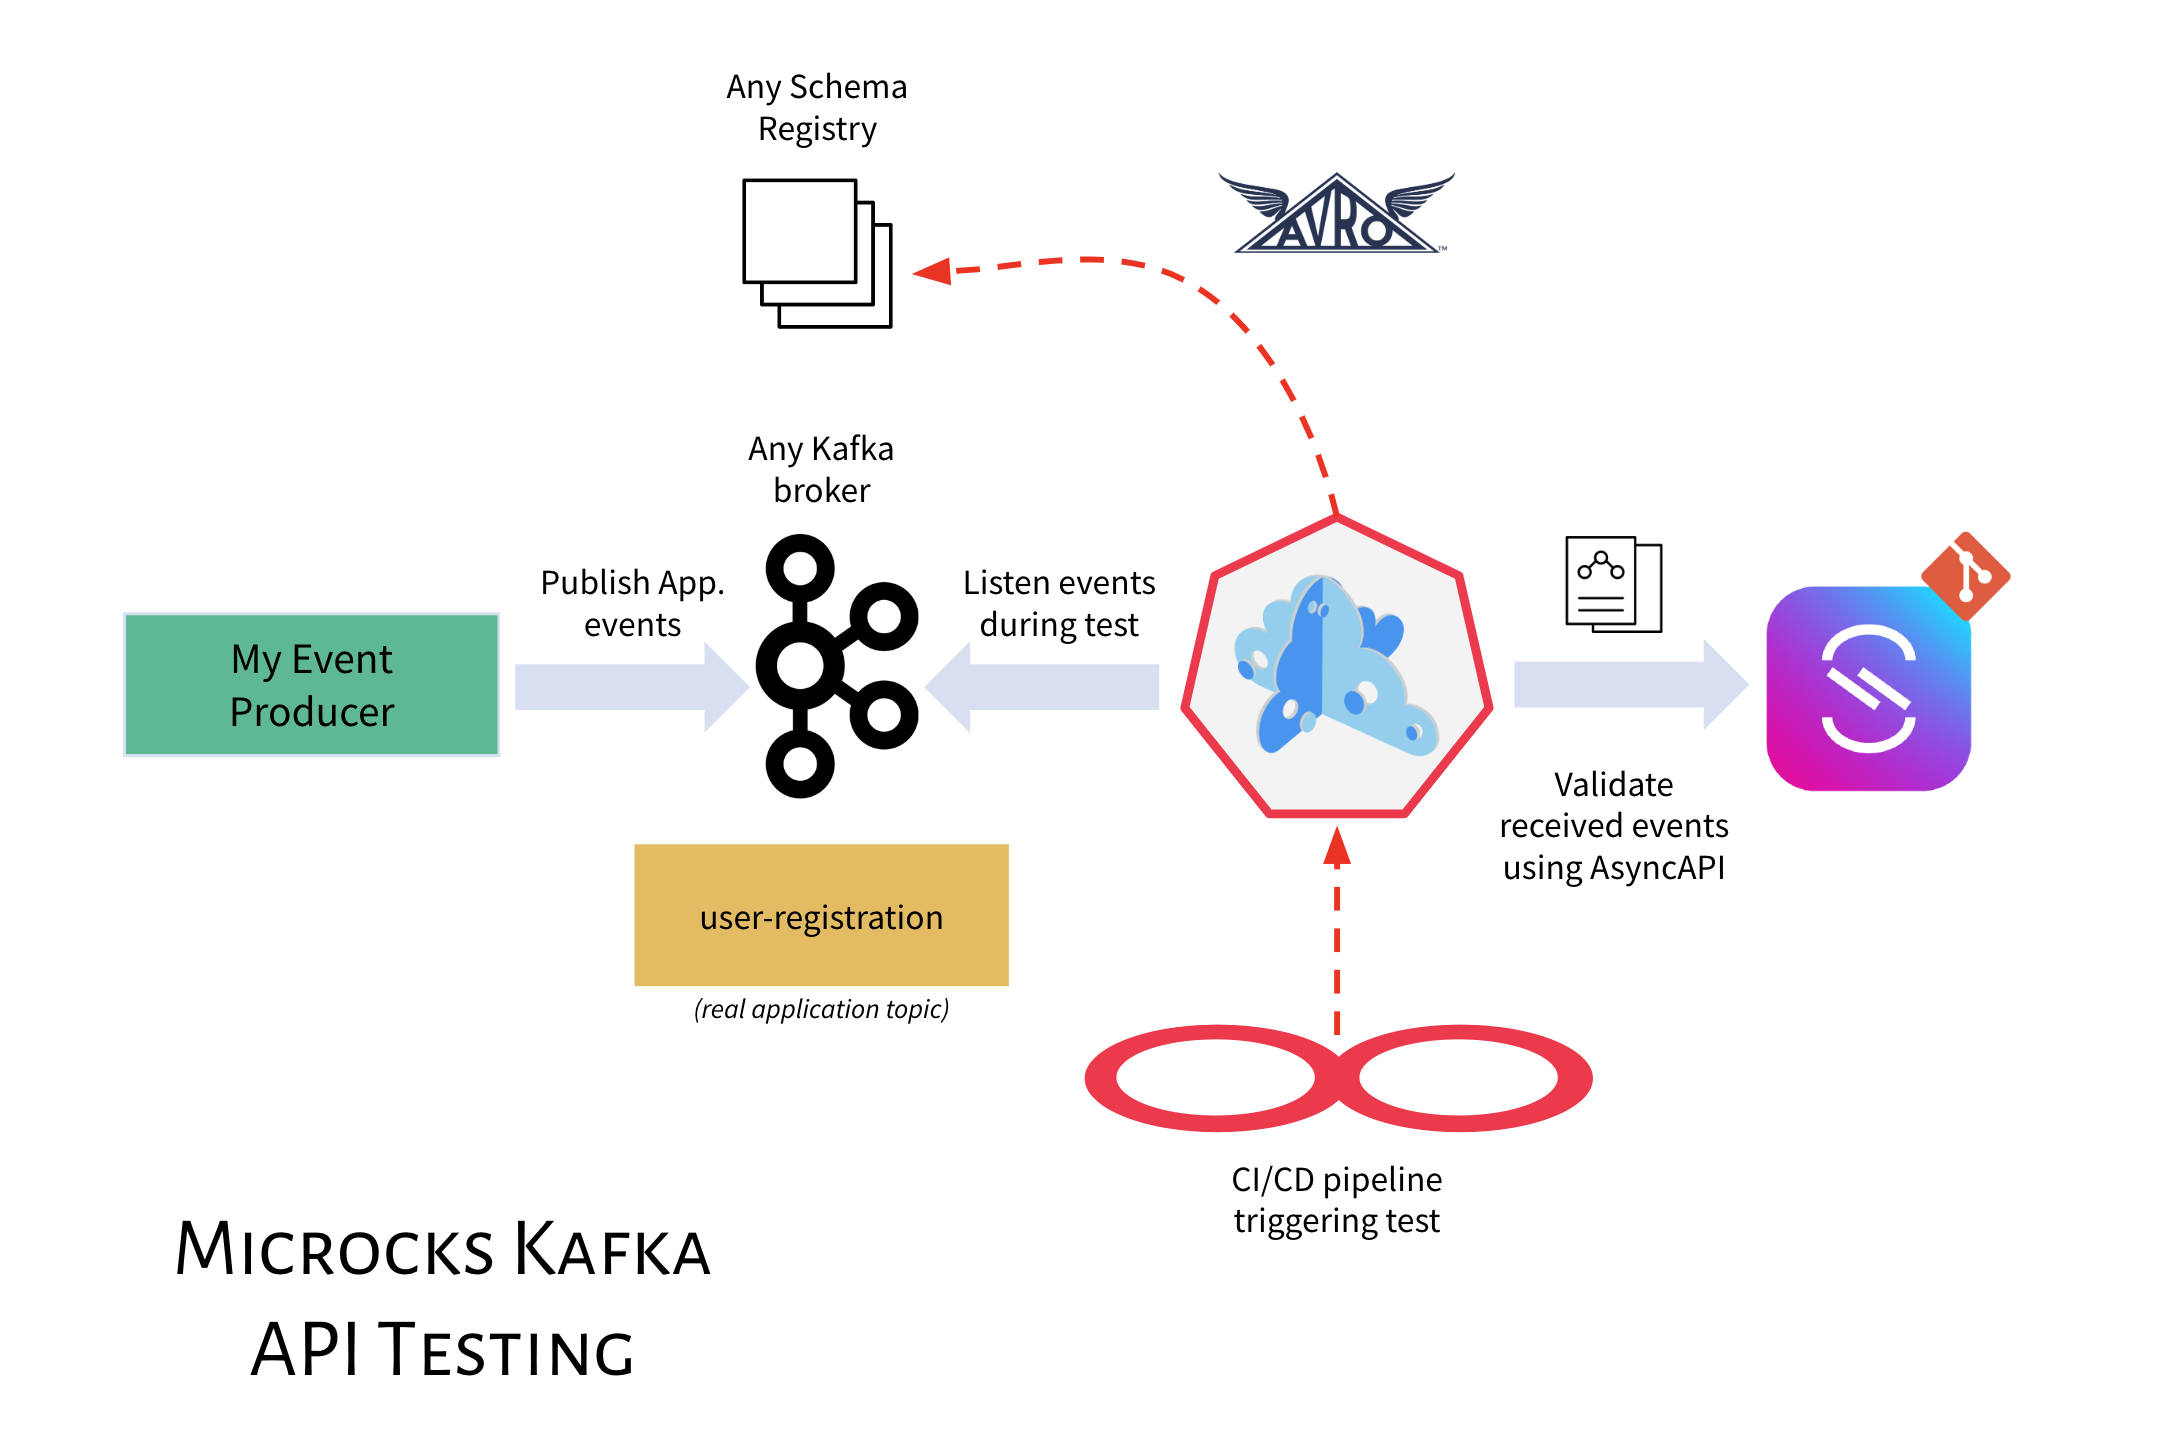 Any Schema
Registry
AVRO
TM
Any Kafka
broker
Publish App.
events
Listen events
during test
My Event
Producer
Validate
received events
using AsyncAPI
user-registration
(real application topic)
CI/CD pipeline
triggering test
Microcks Kafka
API Testing